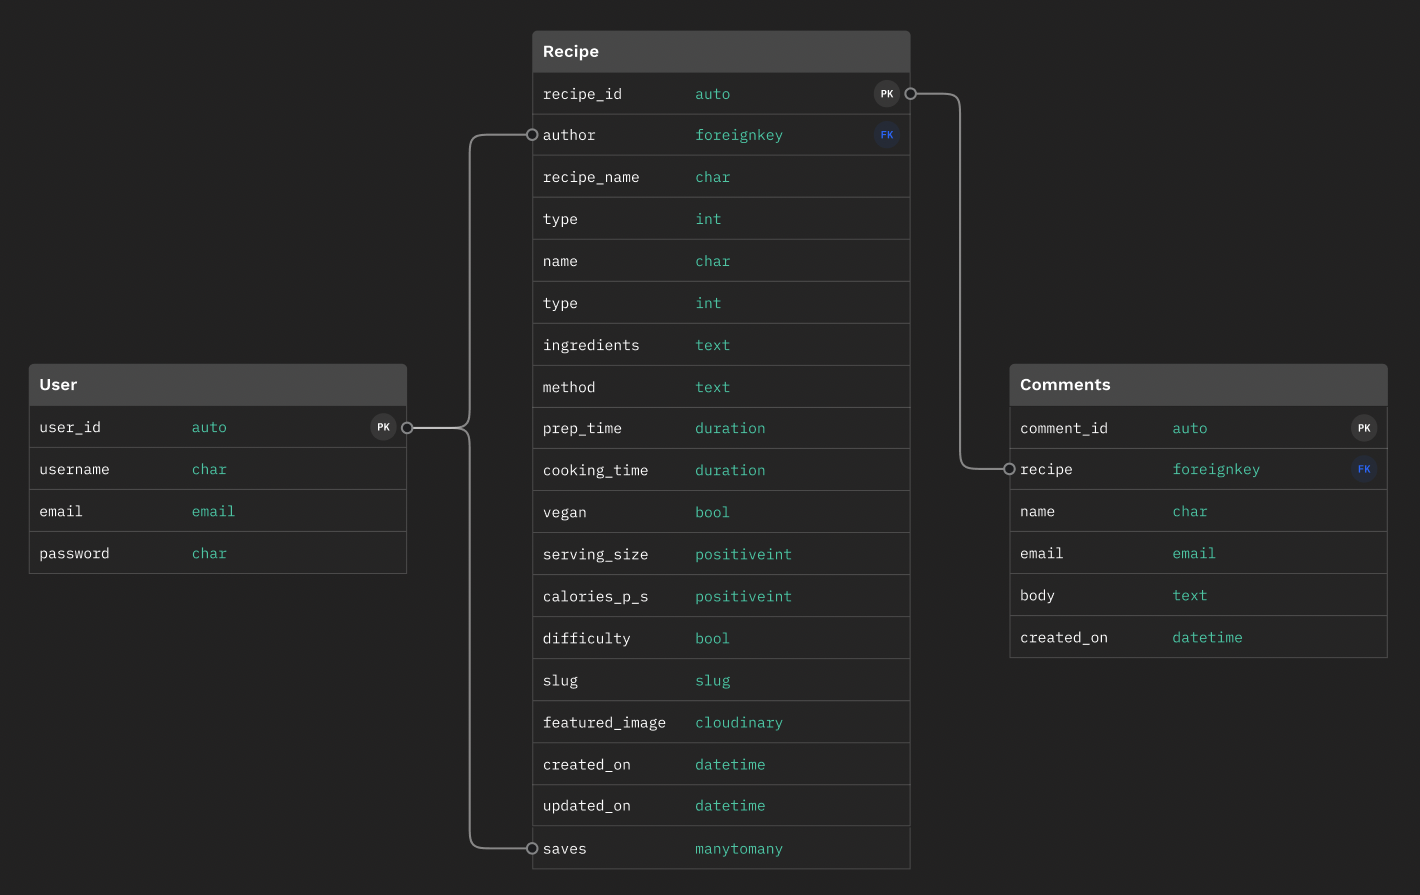 Recipe
recipe_id auto PK
author foreignkey FK
recipe_name char
type int
name char
type int
ingredients text
method text
prep_time duration
cooking_time duration
vegan bool
serving_size positiveint
calories_p_s positiveint
difficulty bool
slug slug
featured_image cloudinary
created_on datetime
updated_on datetime
saves manytomany
User
user_id auto PK
username char
email email
password char
Comments
comment_id auto PK
recipe foreignkey FK
name char
email email
body text
created_on datetime